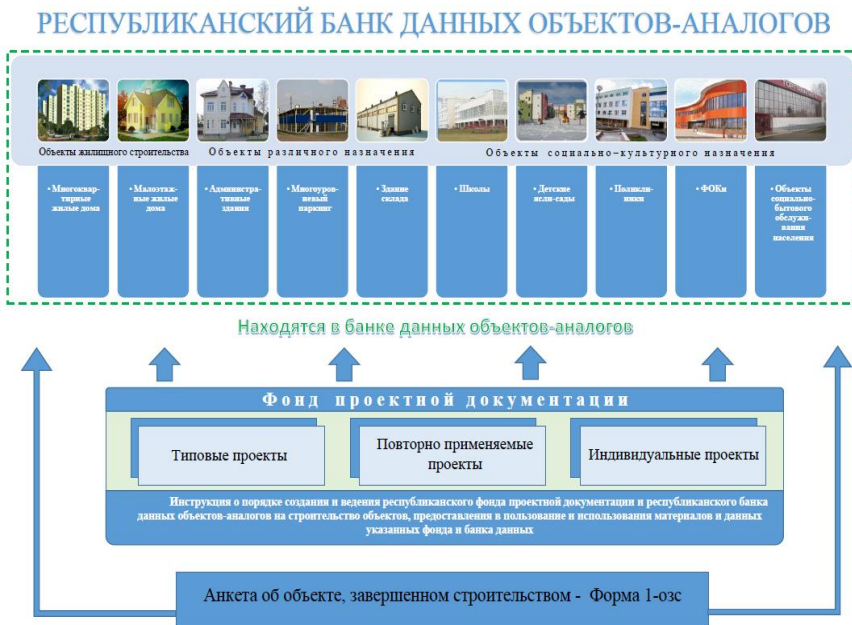 РЕСПУБЛИКАНСКИЙ БАНК ДАННЫХ ОБЪЕКТОВ-АНАЛОГОВ
Объекты жилищного строительства
Объекты различного назначения
Объекты социально-культурного назначения
• Многоквар-
тирные
жилые дома
• Малоэтаж-
ные жилые
дома
• Администра-
тивные
здания
• Многоуров-
невый
паркинг
• Здание
склада
• Школы
• Детские
ясли-сады
• Поликли-
ники
• ФОКи
• Объекты
социально-
бытового
обслужи-
вания
населения
Находятся в банке данных объектов-аналогов
Фонд проектной документации
Типовые проекты
Повторно применяемые
проекты
Индивидуальные проекты
Инструкция о порядке создания и ведения республиканского фонда проектной документации и республиканского банка
данных объектов-аналогов на строительство объектов, предоставления в пользование и использования материалов и данных
указанных фонда и банка данных
Анкета об объекте, завершенном строительством - Форма 1-озс